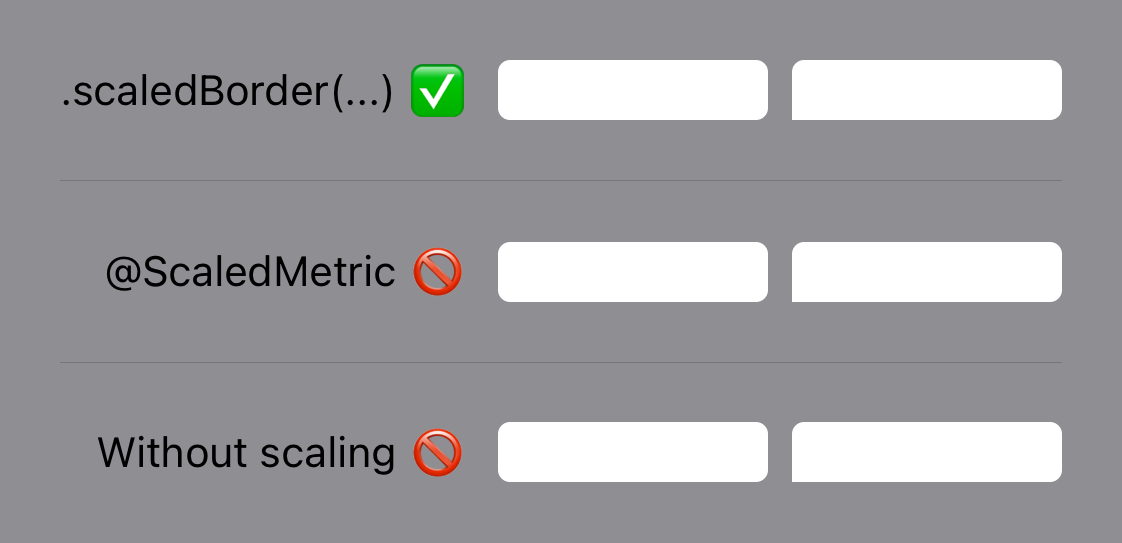 .scaledBorder(...) ✅
@ScaledMetric 🚫
Without scaling 🚫